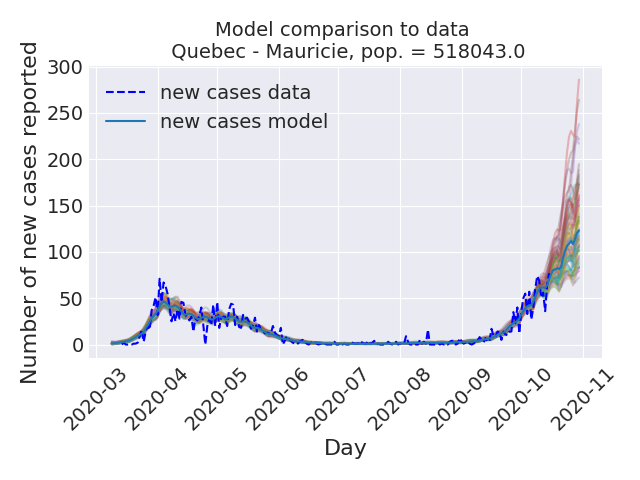 Model comparison to data
Quebec - Mauricie, pop. = 518043.0
Number of new cases reported
300
250
200
150
100
50
0
new cases data
new cases model
2020-03
2020-04
2020-05
2020-06
2020-07
2020-08
2020-09
2020-10
2020-11
Day